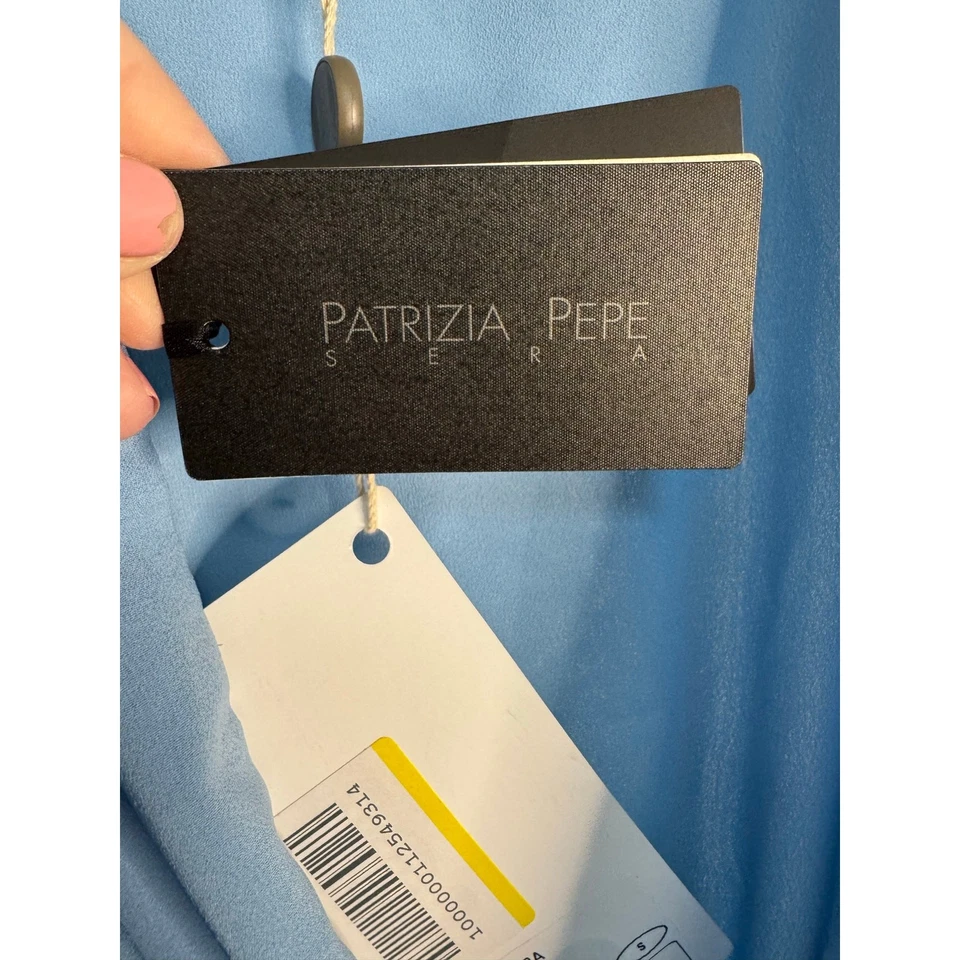 PATRIZIA PEPE
SERA
1000000112549314
S